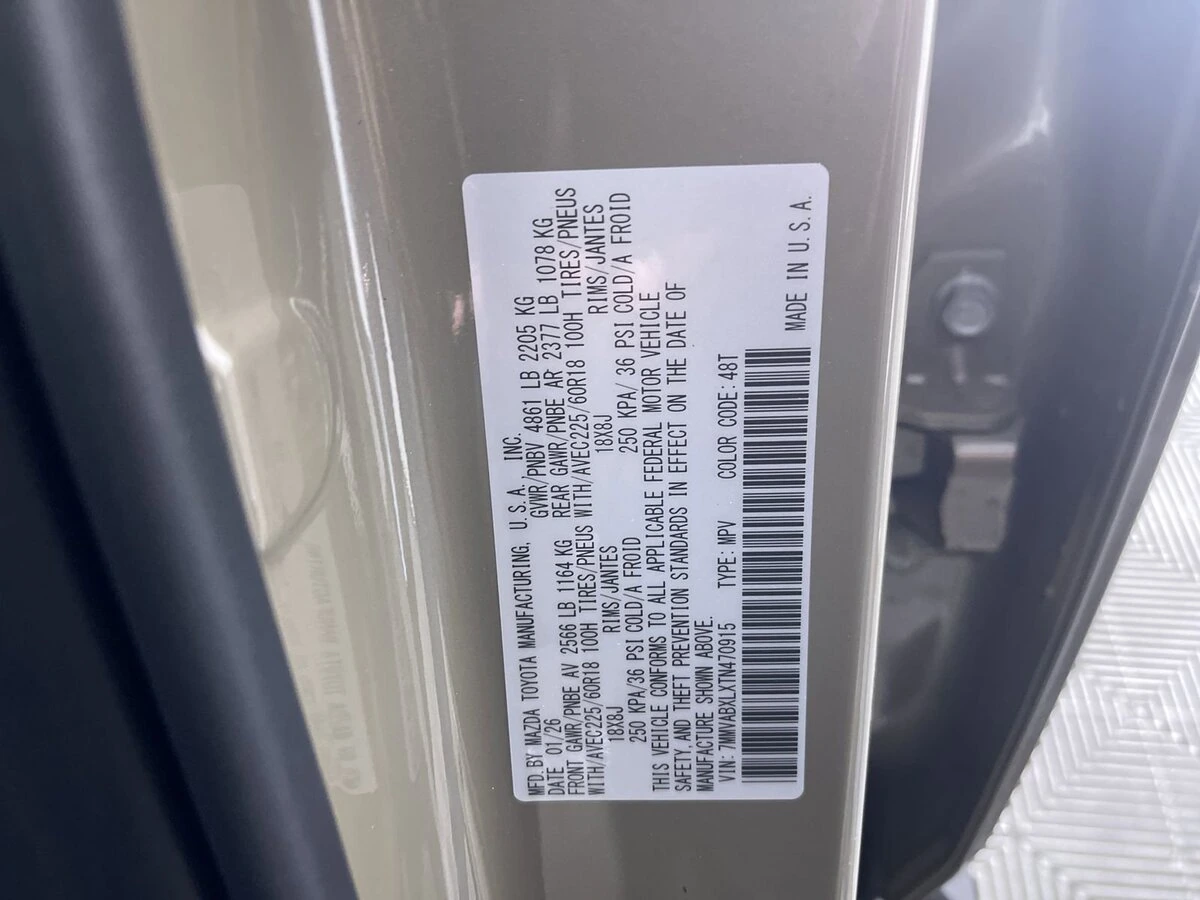 MFD.BY MAZDA TOYOTA MANUFACTURING, U.S.A. INC.
DATE 01/26 GVWR/PNBV 4861 LB 2205 KG
FRONT GAWR/PNBE AV 2566 LB 1164 KG REAR GAWR/PNBE AR 2377 LB 1078 KG
WITH/AVEC225/60R18 100H TIRES/PNEUS WITH/AVEC225/60R18 100H TIRES/PNEUS
18X8J RIMS/JANTES 18X8J RIMS/JANTES
250 KPA/36 PSI COLD/A FROID 250 KPA/ 36 PSI COLD/A FROID
THIS VEHICLE CONFORMS TO ALL APPLICABLE FEDERAL MOTOR VEHICLE
SAFETY, AND THEFT PREVENTION STANDARDS IN EFFECT ON THE DATE OF
MANUFACTURE SHOWN ABOVE.
VIN: 7MMVABXLXTN470915 TYPE: MPV COLOR CODE: 48T
MADE IN U.S.A.